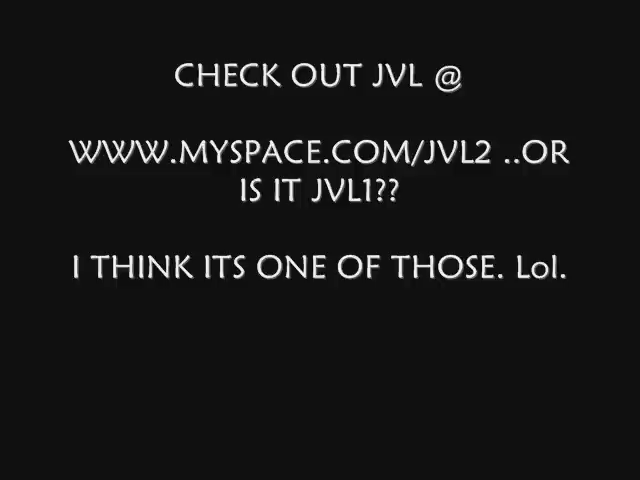 CHECK OUT JVL @
WWW.MYSPACE.COM/JVL2 ..OR
IS IT JVL1??
I THINK ITS ONE OF THOSE. Lol.